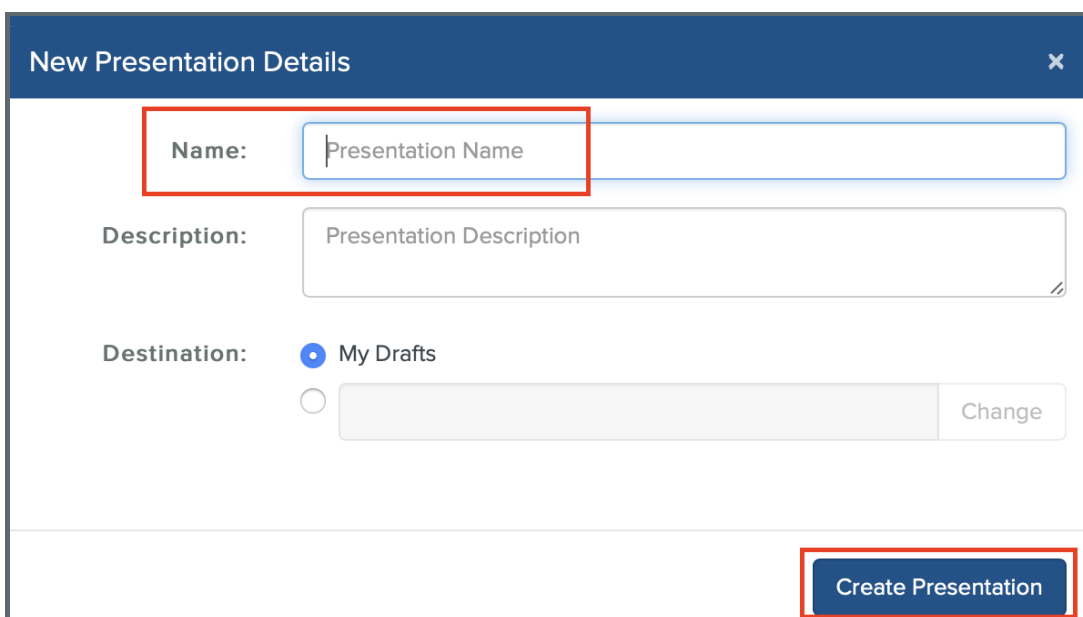 New Presentation Details ×
Name: Presentation Name
Description: Presentation Description
Destination: My Drafts
Change
Create Presentation